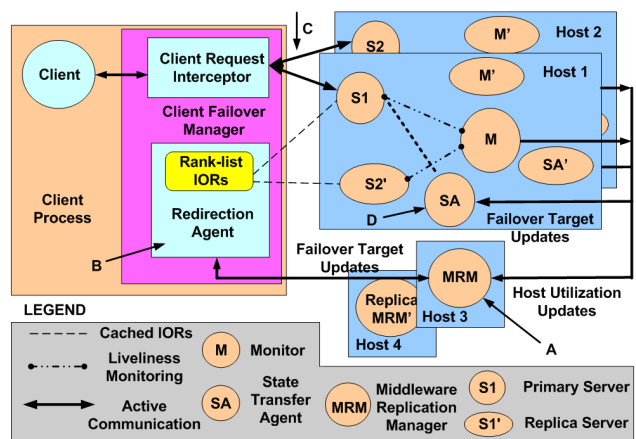 C
Client
Client Request
Interceptor
S2
M'
Host 2
M'
Host 1
Client Failover
Manager
S1
M
SA'
Rank-list
IORs
Redirection
Agent
S2'
SA
Client
Process
D
B
Failover Target
Updates
Failover Target
Updates
MRM
Host 3
Replica
MRM'
Host 4
Host Utilization
Updates
A
LEGEND
Cached IORs
Liveliness
Monitoring
Active
Communication
M
Monitor
SA
State
Transfer
Agent
MRM
Middleware
Replication
Manager
S1
Primary Server
S1'
Replica Server